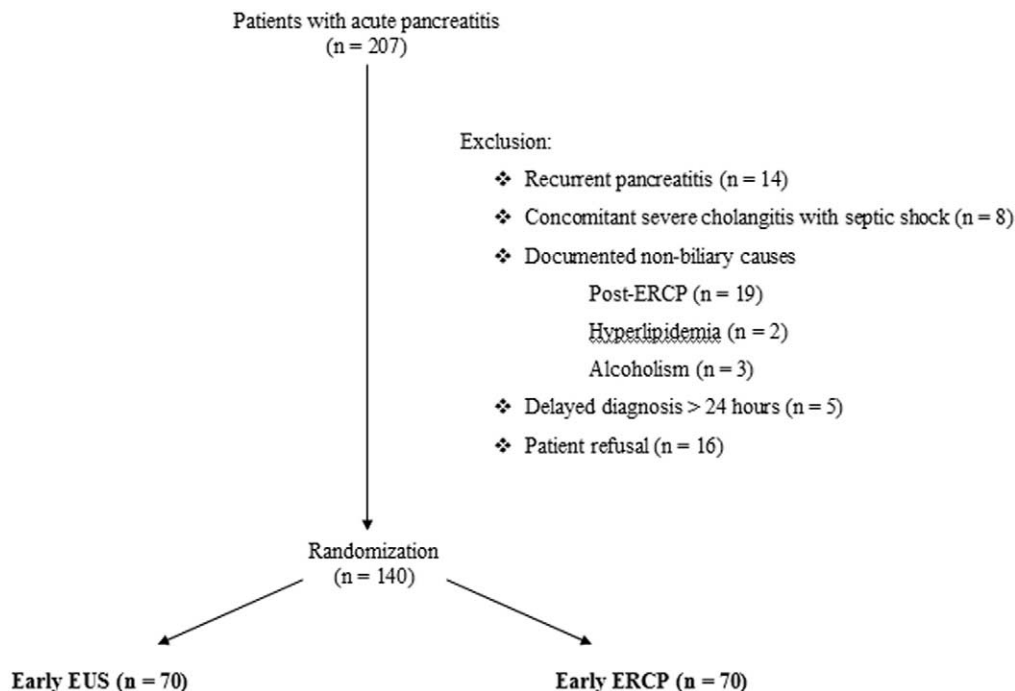 Patients with acute pancreatitis
(n = 207)
Exclusion:
❖ Recurrent pancreatitis (n = 14)
❖ Concomitant severe cholangitis with septic shock (n = 8)
❖ Documented non-biliary causes
Post-ERCP (n = 19)
Hyperlipidemia (n = 2)
Alcoholism (n = 3)
❖ Delayed diagnosis > 24 hours (n = 5)
❖ Patient refusal (n = 16)
Randomization
(n = 140)
Early EUS (n = 70)
Early ERCP (n = 70)